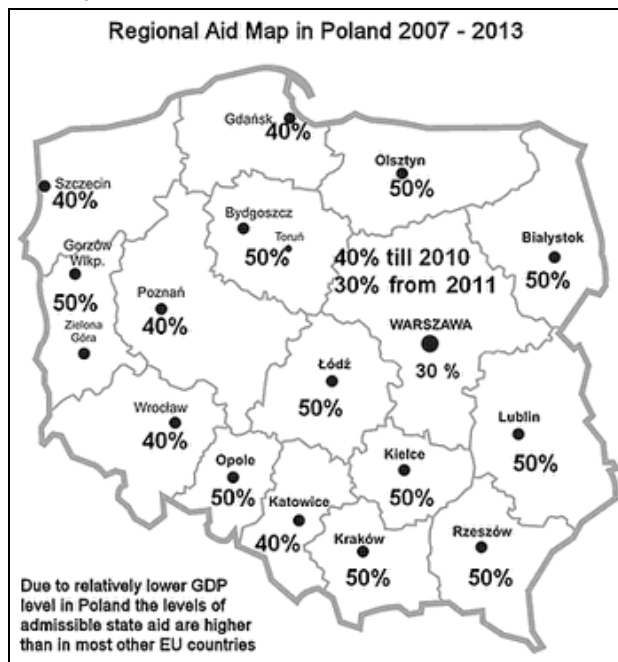 Regional Aid Map in Poland 2007 - 2013
Gdańsk
40%
Olsztyn
50%
Szczecin
40%
Bydgoszcz
Toruń
50%
Białystok
50%
40% till 2010
30% from 2011
Gorzów
Wlkp.
50%
Zielona
Góra
Poznań
40%
WARSZAWA
30 %
Łódź
50%
Wrocław
40%
Lublin
50%
Opole
50%
Kielce
50%
Katowice
40%
Kraków
50%
Rzeszów
50%
Due to relatively lower GDP
level in Poland the levels of
admissible state aid are higher
than in most other EU countries